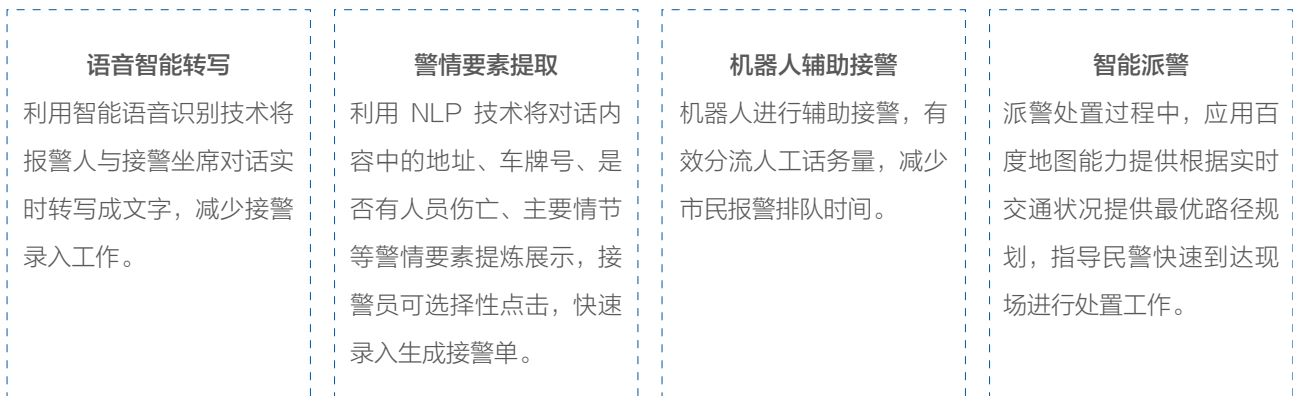 语音智能转写
利用智能语音识别技术将
报警人与接警坐席对话实
时转写成文字，减少接警
录入工作。
警情要素提取
利用 NLP 技术将对话内
容中的地址、车牌号、是
否有人员伤亡、主要情节
等警情要素提炼展示，接
警员可选择性点击，快速
录入生成接警单。
机器人辅助接警
机器人进行辅助接警，有
效分流人工话务量，减少
市民报警排队时间。
智能派警
派警处置过程中，应用百
度地图能力提供根据实时
交通状况提供最优路径规
划，指导民警快速到达现
场进行处置工作。